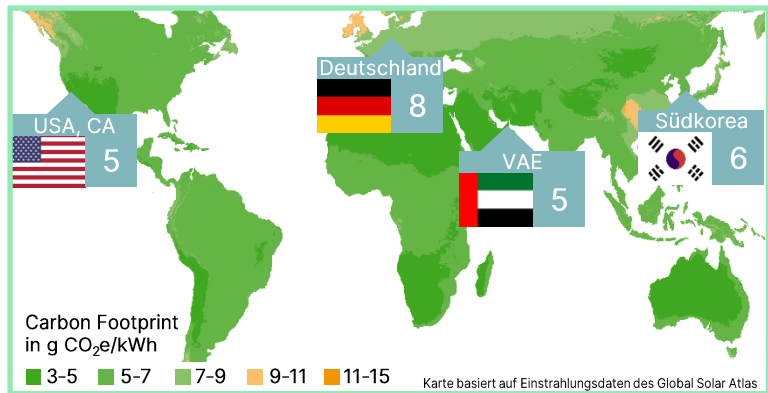 Deutschland
8
USA, CA
5
Südkorea
6
VAE
5
Carbon Footprint
in g CO₂e/kWh
3-5 5-7 7-9 9-11 11-15
Karte basiert auf Einstrahlungsdaten des Global Solar Atlas